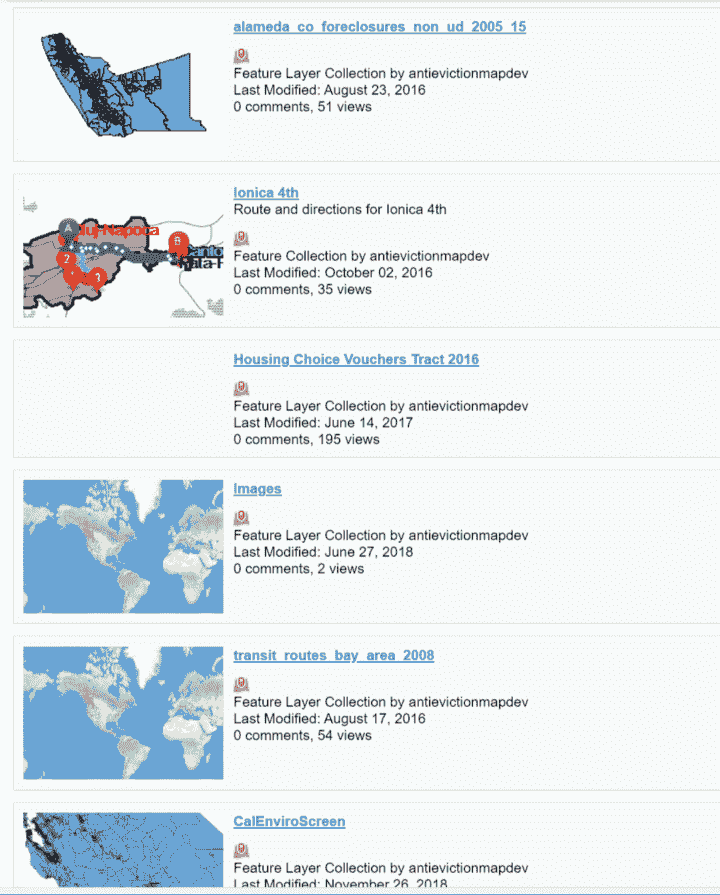 alameda_co_foreclosures_non_ud_2005_15
Feature Layer Collection by antievictionmapdev
Last Modified: August 23, 2016
0 comments, 51 views
Ionica 4th
Route and directions for Ionica 4th
A
B
2
3
Feature Collection by antievictionmapdev
Last Modified: October 02, 2016
0 comments, 35 views
Housing Choice Vouchers Tract 2016
Feature Layer Collection by antievictionmapdev
Last Modified: June 14, 2017
0 comments, 195 views
Images
Feature Layer Collection by antievictionmapdev
Last Modified: June 27, 2018
0 comments, 2 views
transit_routes_bay_area_2008
Feature Layer Collection by antievictionmapdev
Last Modified: August 17, 2016
0 comments, 54 views
CalEnviroScreen
Feature Layer Collection by antievictionmapdev
Last Modified: November 26, 2018